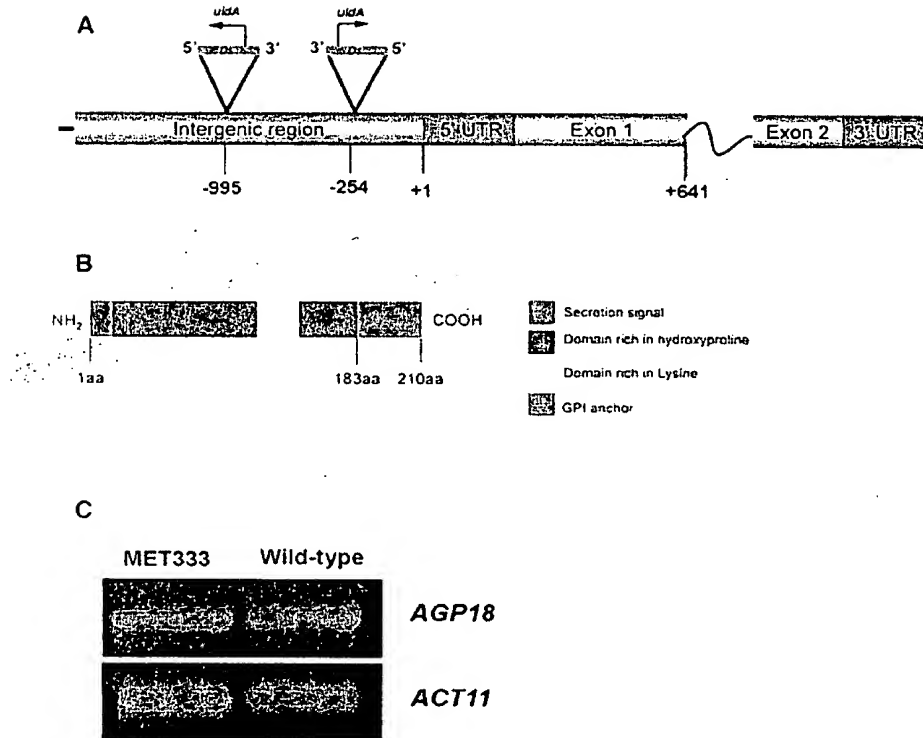 A
uidA
uidA
5' 3'
3' 5'
Intergenic region 5' UTR Exon 1 Exon 2 3' UTR
-995 -254 +1 +641
B
NH2 COOH
1aa 183aa 210aa
Secretion signal
Domain rich in hydroxyproline
Domain rich in Lysine
GPI anchor
C
MET333 Wild-type
AGP18
ACT11